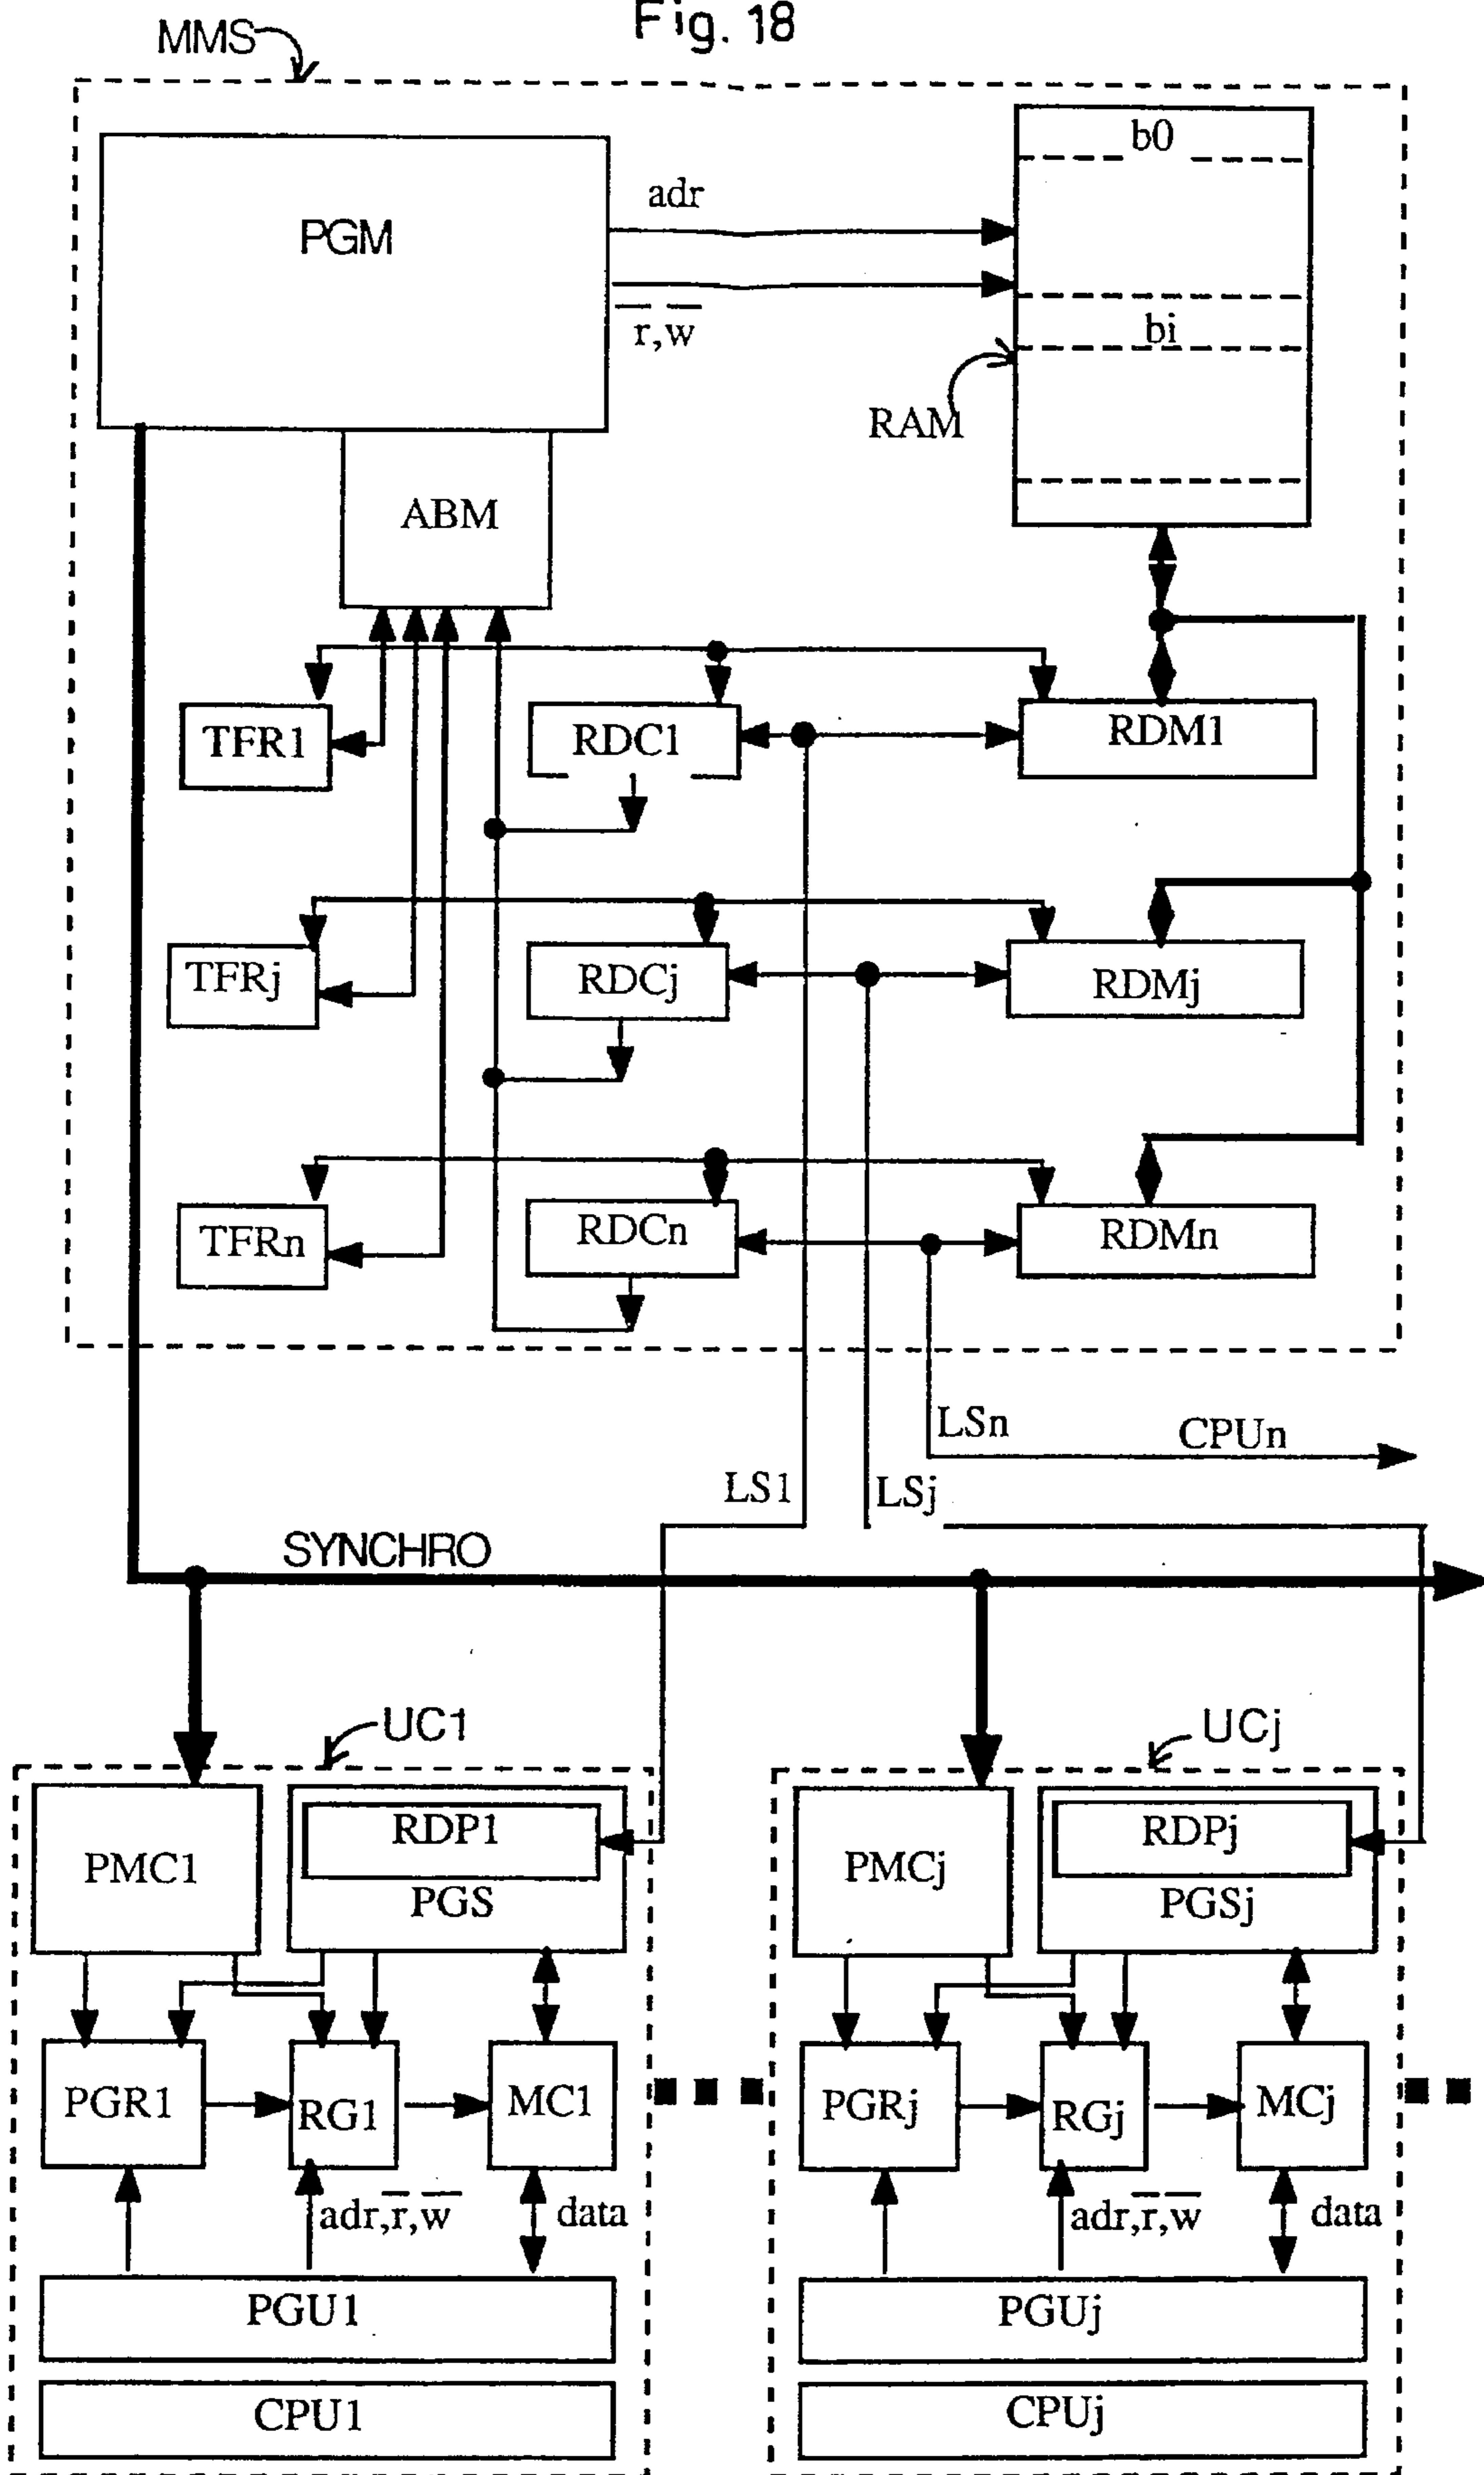 Fig. 18
MMS
b0
adr
PGM
r,w
bi
RAM
ABM
TFR1
RDC1
RDM1
TFRj
RDCj
RDMj
TFRn
RDCn
RDMn
LSn
CPUn
LS1
LSj
SYNCHRO
UC1
UCj
RDP1
RDPj
PMC1
PMCj
PGS
PGSj
PGR1
RG1
MC1
PGRj
RGj
MCj
adr,r,w
data
adr,r,w
data
PGU1
PGUj
CPU1
CPUj